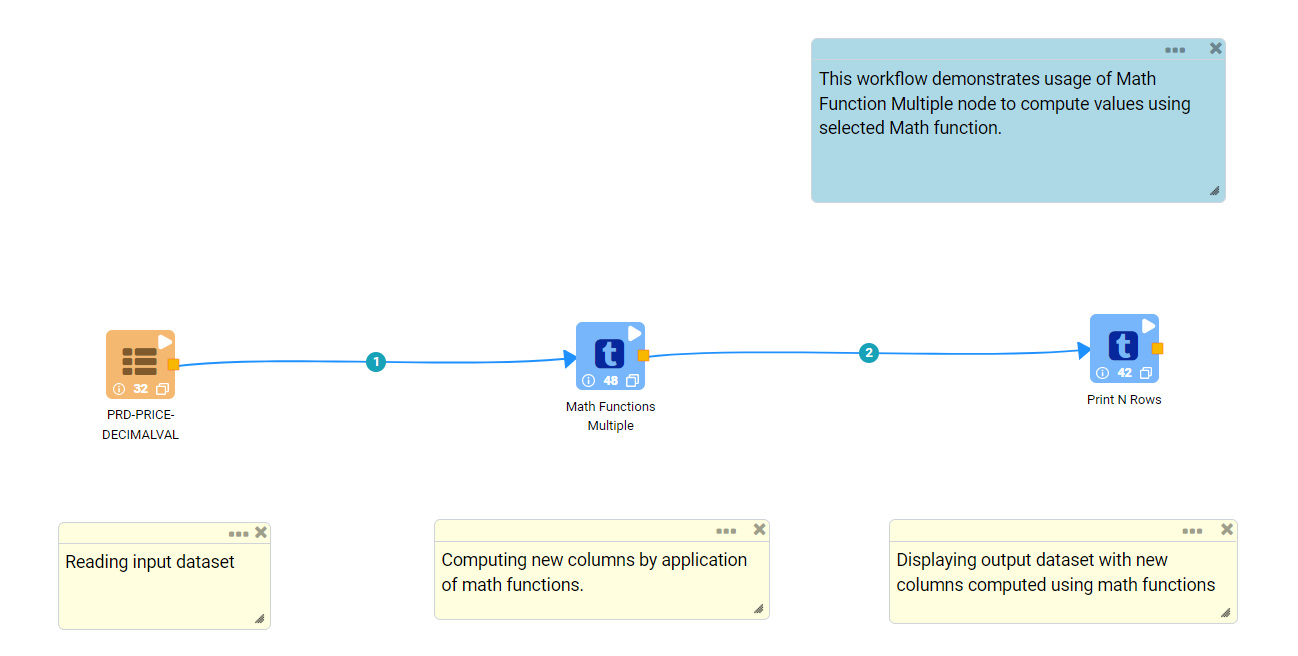 This workflow demonstrates usage of Math
Function Multiple node to compute values using
selected Math function.
1
2
t
t
32
48
42
PRD-PRICE-
DECIMALVAL
Math Functions
Multiple
Print N Rows
Reading input dataset
Computing new columns by application
of math functions.
Displaying output dataset with new
columns computed using math functions